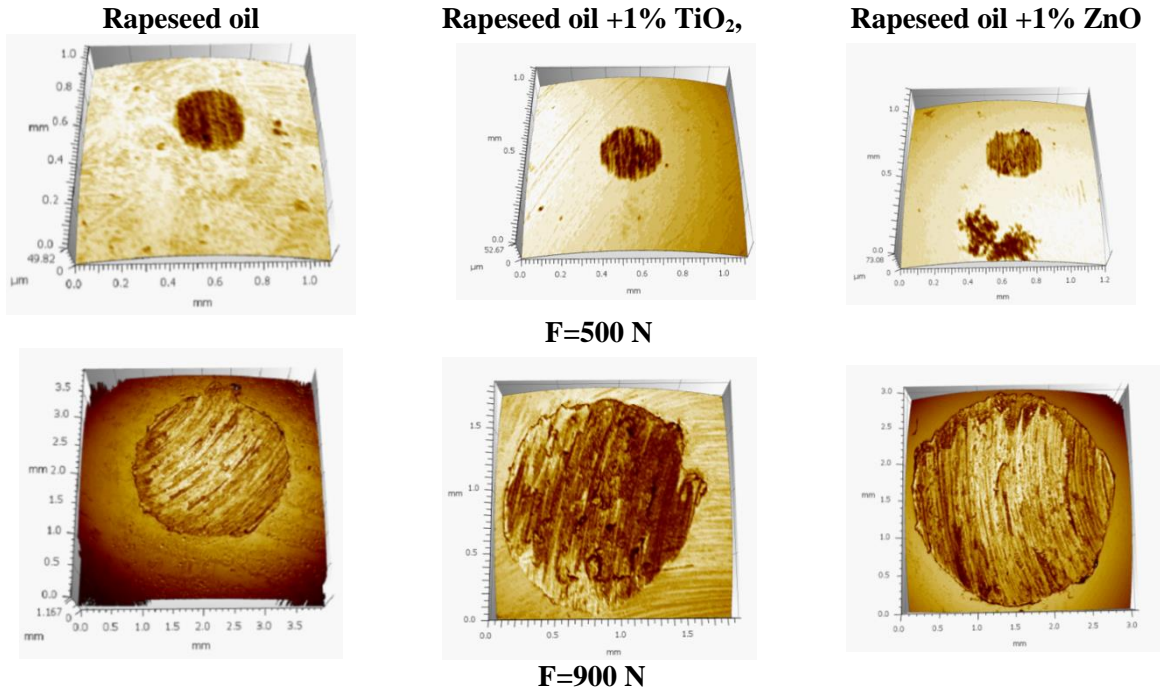 Rapeseed oil
Rapeseed oil +1% TiO₂,
Rapeseed oil +1% ZnO
1.0
0.8
mm 0.6
0.4
0.2
0.0
49.82
µm
0
0.0 0.2 0.4 0.6 0.8 1.0
mm
1.0
mm
0.5
0.0
52.67
µm
0
0.0 0.2 0.4 0.6 0.8 1.0
mm
1.0
mm
0.5
0.0
73.08
µm
0
0.0 0.2 0.4 0.6 0.8 1.0 1.2
mm
F=500 N
3.5
3.0
2.5
mm 2.0
1.5
1.0
0.5
0.0
1.167
mm
0
0.0 0.5 1.0 1.5 2.0 2.5 3.0 3.5
mm
1.5
mm 1.0
0.5
0.0
0.0 0.5 1.0 1.5
mm
3.0
2.5
2.0
mm 1.5
1.0
0.5
0.0
0.0 0.5 1.0 1.5 2.0 2.5 3.0
mm
F=900 N